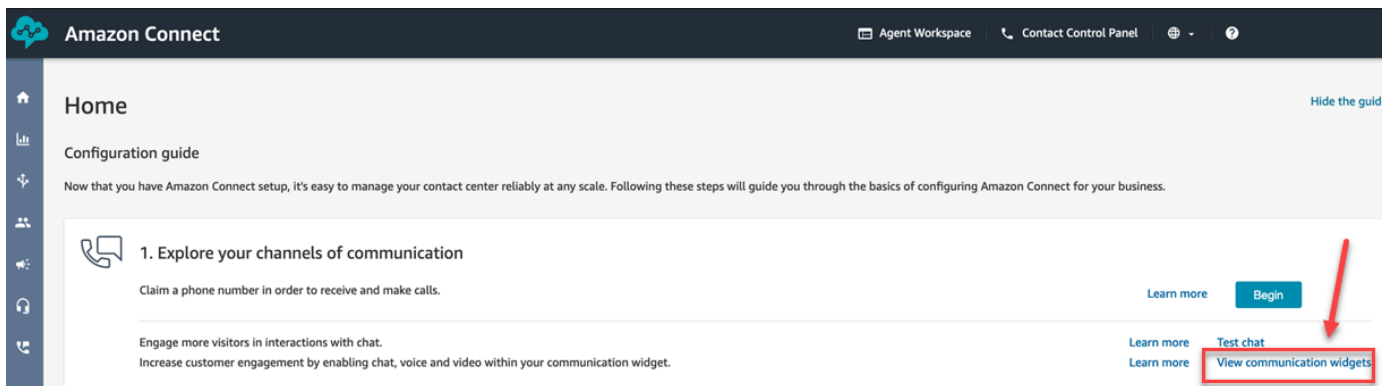 Amazon Connect
Agent Workspace
Contact Control Panel
Home
Hide the guid
Configuration guide
Now that you have Amazon Connect setup, it's easy to manage your contact center reliably at any scale. Following these steps will guide you through the basics of configuring Amazon Connect for your business.
1. Explore your channels of communication
Claim a phone number in order to receive and make calls.
Learn more
Begin
Engage more visitors in interactions with chat.
Learn more
Test chat
Increase customer engagement by enabling chat, voice and video within your communication widget.
Learn more
View communication widgets